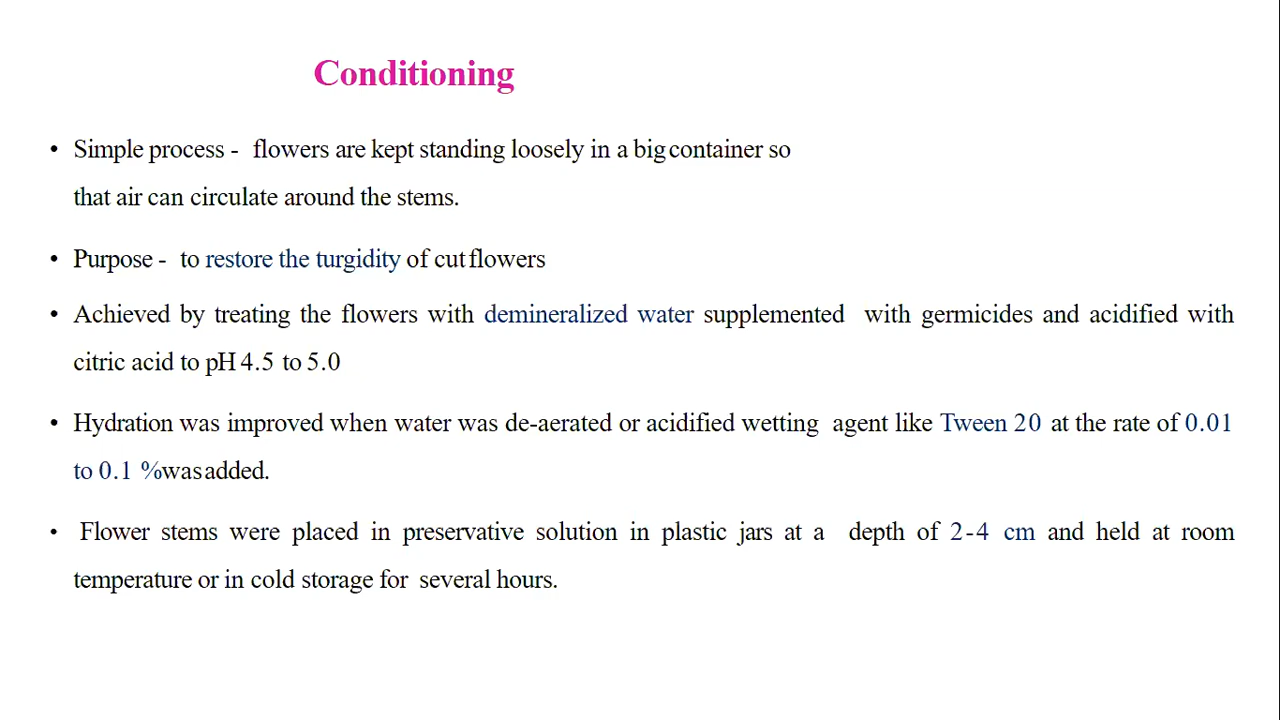 Conditioning
• Simple process - flowers are kept standing loosely in a big container so
that air can circulate around the stems.
• Purpose - to restore the turgidity of cut flowers
• Achieved by treating the flowers with demineralized water supplemented with germicides and acidified with
citric acid to pH 4.5 to 5.0
• Hydration was improved when water was de-aerated or acidified wetting agent like Tween 20 at the rate of 0.01
to 0.1 %was added.
• Flower stems were placed in preservative solution in plastic jars at a depth of 2-4 cm and held at room
temperature or in cold storage for several hours.